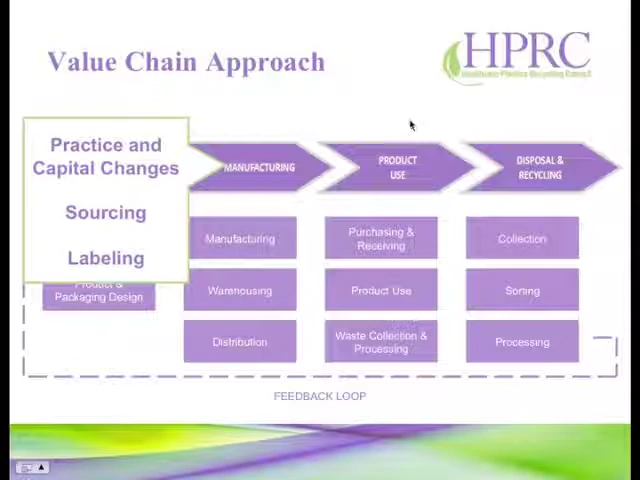 Value Chain Approach
HPRC
Healthcare Plastics Recycling Council
Practice and
Capital Changes
Sourcing
Labeling
MANUFACTURING
PRODUCT
USE
DISPOSAL &
RECYCLING
Product &
Packaging Design
Manufacturing
Warehousing
Distribution
Purchasing &
Receiving
Product Use
Waste Collection &
Processing
Collection
Sorting
Processing
FEEDBACK LOOP